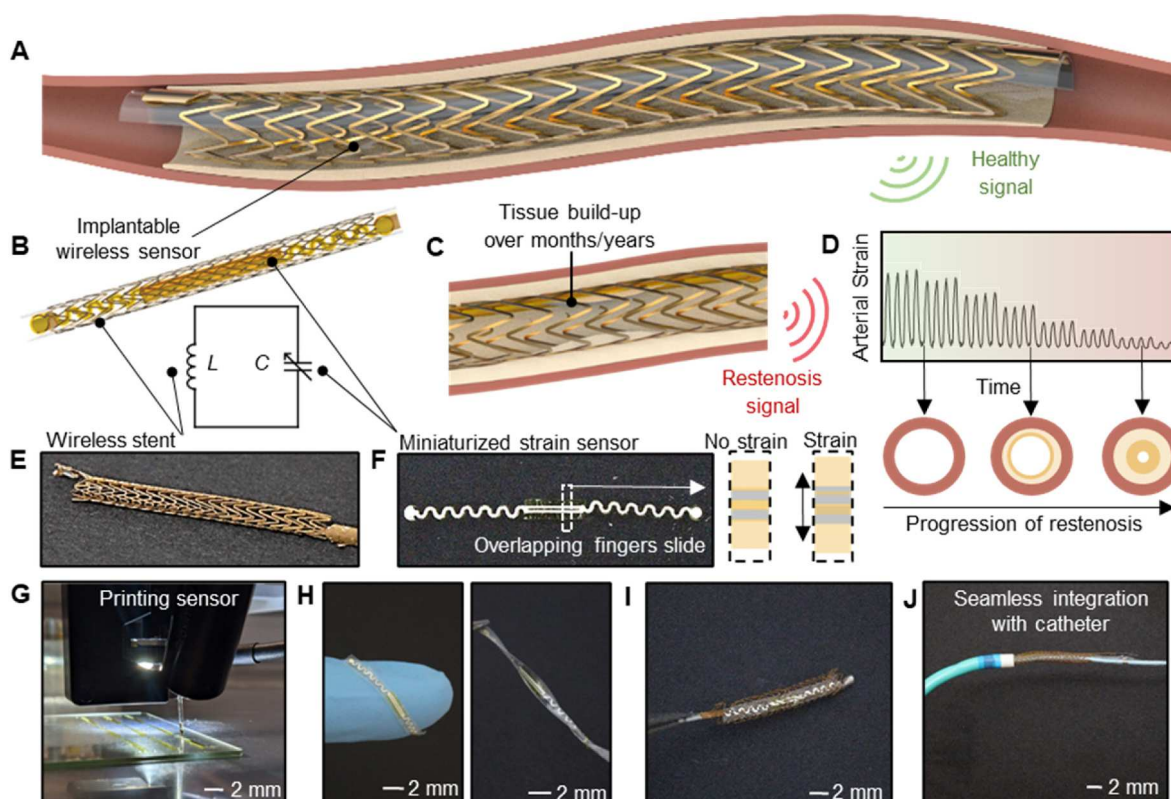 A
Healthy
signal
Implantable
wireless sensor
B
Tissue build-up
over months/years
C
D
Arterial Strain
L
C
Restenosis
signal
Time
Wireless stent
Miniaturized strain sensor
No strain
Strain
E
F
Overlapping fingers slide
Progression of restenosis
G
Printing sensor
2 mm
H
2 mm
2 mm
I
2 mm
J
Seamless integration
with catheter
2 mm